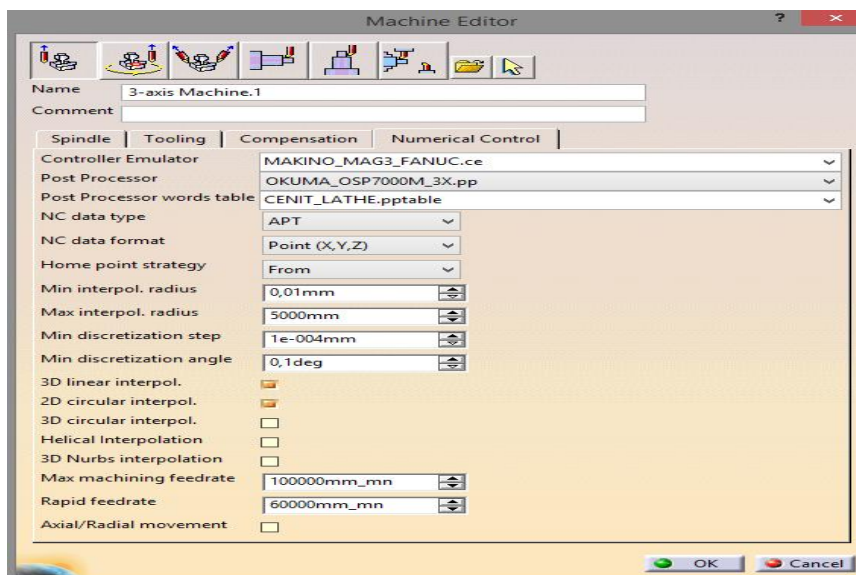 Machine Editor
? ×
Name 3-axis Machine.1
Comment
Spindle Tooling Compensation Numerical Control
Controller Emulator MAKINO_MAG3_FANUC.ce
Post Processor OKUMA_OSP7000M_3X.pp
Post Processor words table CENIT_LATHE.pptable
NC data type APT
NC data format Point (X,Y,Z)
Home point strategy From
Min interpol. radius 0,01mm
Max interpol. radius 5000mm
Min discretization step 1e-004mm
Min discretization angle 0,1deg
3D linear interpol.
2D circular interpol.
3D circular interpol.
Helical Interpolation
3D Nurbs interpolation
Max machining feedrate 100000mm_mn
Rapid feedrate 60000mm_mn
Axial/Radial movement
OK Cancel